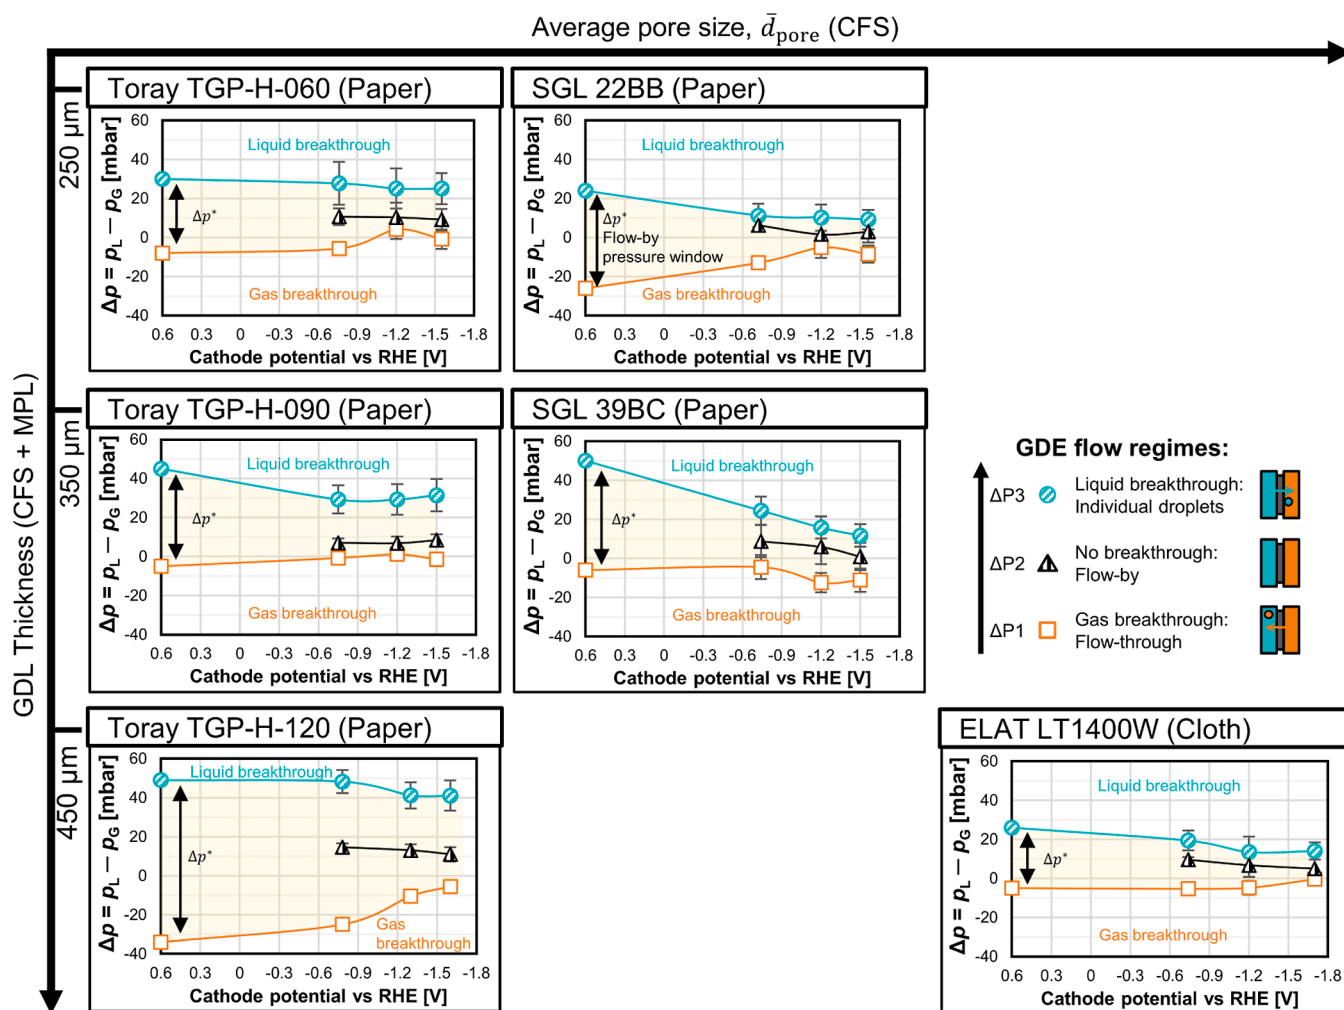 Average pore size, d̄pore (CFS)
GDL Thickness (CFS + MPL)
250 µm
350 µm
450 µm
Toray TGP-H-060 (Paper)
Δp = pL − pG [mbar]
60
40
20
0
-20
-40
Liquid breakthrough
Δp*
Gas breakthrough
0.6 0.3 0 -0.3 -0.6 -0.9 -1.2 -1.5 -1.8
Cathode potential vs RHE [V]
SGL 22BB (Paper)
Δp = pL − pG [mbar]
60
40
20
0
-20
-40
Liquid breakthrough
Δp*
Flow-by
pressure window
Gas breakthrough
0.6 0.3 0 -0.3 -0.6 -0.9 -1.2 -1.5 -1.8
Cathode potential vs RHE [V]
Toray TGP-H-090 (Paper)
Δp = pL − pG [mbar]
60
40
20
0
-20
-40
Liquid breakthrough
Δp*
Gas breakthrough
0.6 0.3 0 -0.3 -0.6 -0.9 -1.2 -1.5 -1.8
Cathode potential vs RHE [V]
SGL 39BC (Paper)
Δp = pL − pG [mbar]
60
40
20
0
-20
-40
Liquid breakthrough
Δp*
Gas breakthrough
0.6 0.3 0 -0.3 -0.6 -0.9 -1.2 -1.5 -1.8
Cathode potential vs RHE [V]
GDE flow regimes:
ΔP3 Liquid breakthrough:
Individual droplets
ΔP2 No breakthrough:
Flow-by
ΔP1 Gas breakthrough:
Flow-through
Toray TGP-H-120 (Paper)
Δp = pL − pG [mbar]
60
40
20
0
-20
-40
Liquid breakthrough
Δp*
Gas
breakthrough
0.6 0.3 0 -0.3 -0.6 -0.9 -1.2 -1.5 -1.8
Cathode potential vs RHE [V]
ELAT LT1400W (Cloth)
Δp = pL − pG [mbar]
60
40
20
0
-20
-40
Liquid breakthrough
Δp*
Gas breakthrough
0.6 0.3 0 -0.3 -0.6 -0.9 -1.2 -1.5 -1.8
Cathode potential vs RHE [V]